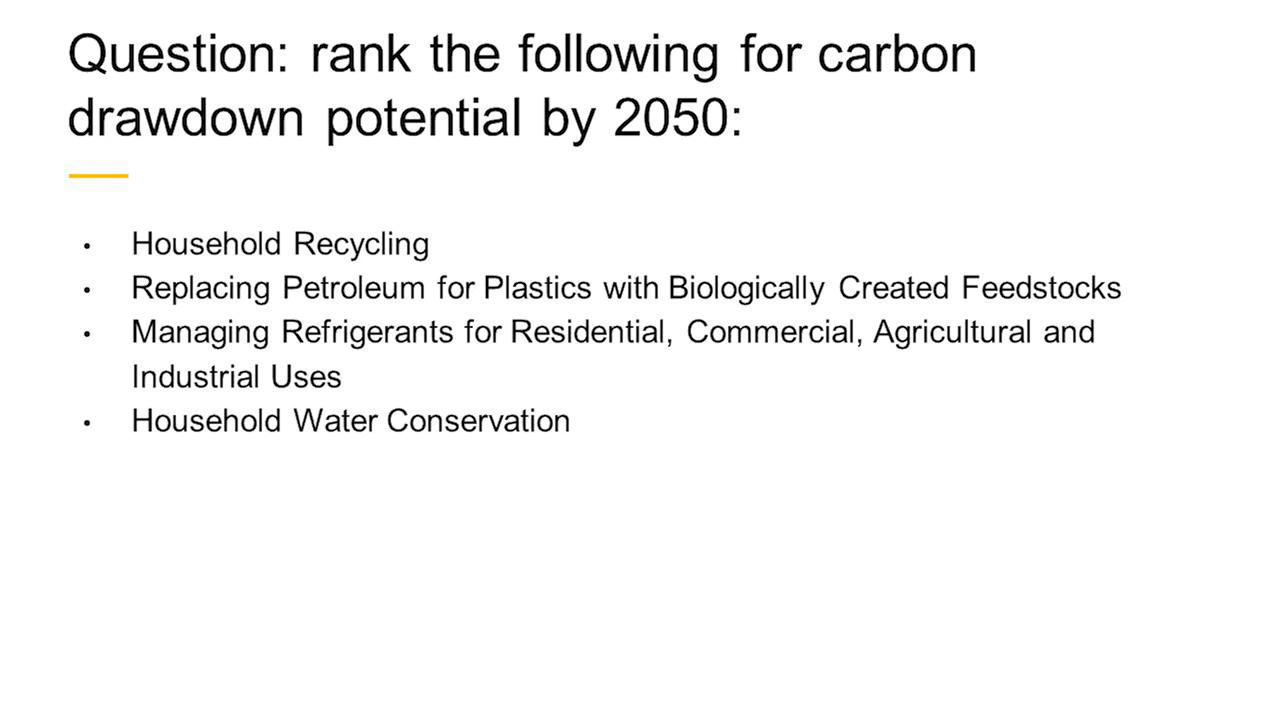 Question: rank the following for carbon
drawdown potential by 2050:
• Household Recycling
• Replacing Petroleum for Plastics with Biologically Created Feedstocks
• Managing Refrigerants for Residential, Commercial, Agricultural and
Industrial Uses
• Household Water Conservation